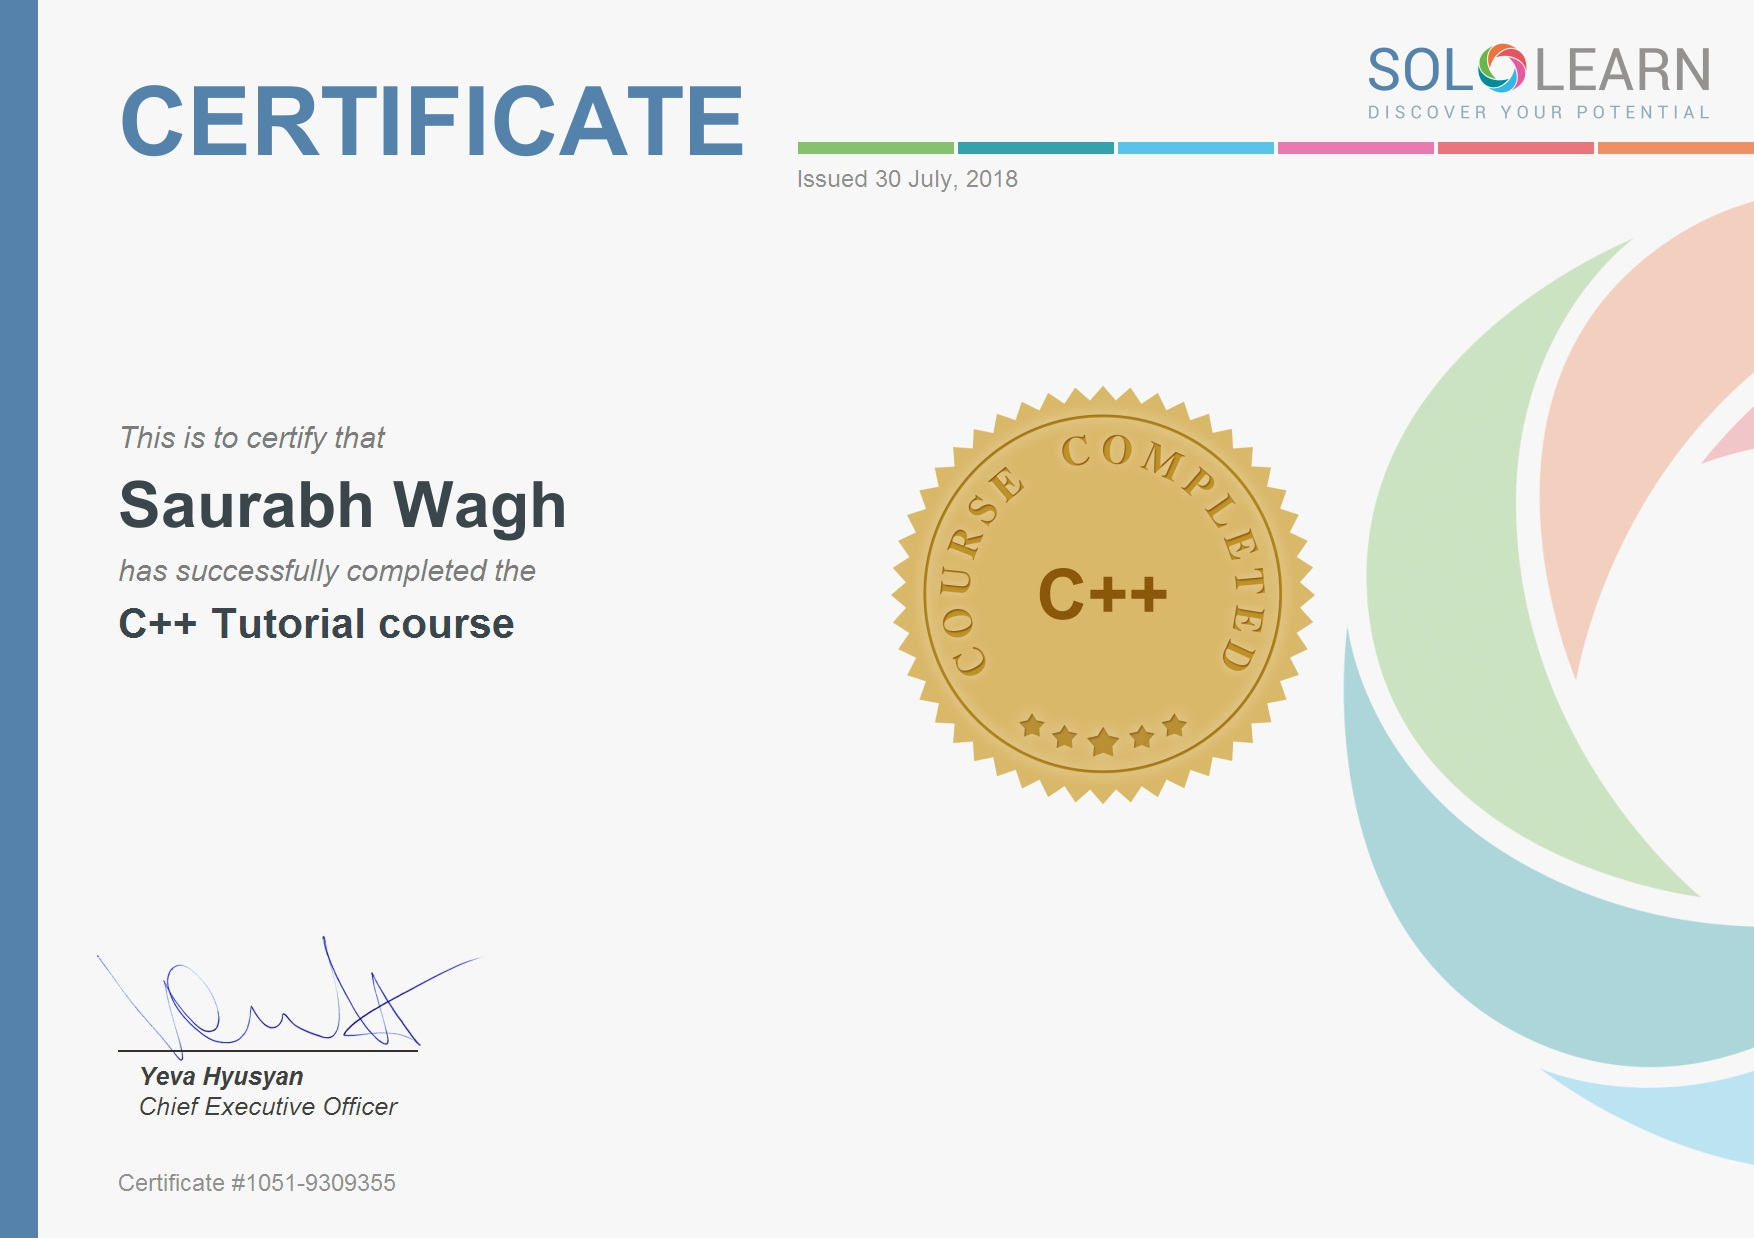 CERTIFICATE
SOLOLEARN
DISCOVER YOUR POTENTIAL
Issued 30 July, 2018
This is to certify that
Saurabh Wagh
has successfully completed the
C++ Tutorial course
COURSE COMPLETED
C++
Yeva Hyusyan
Chief Executive Officer
Certificate #1051-9309355